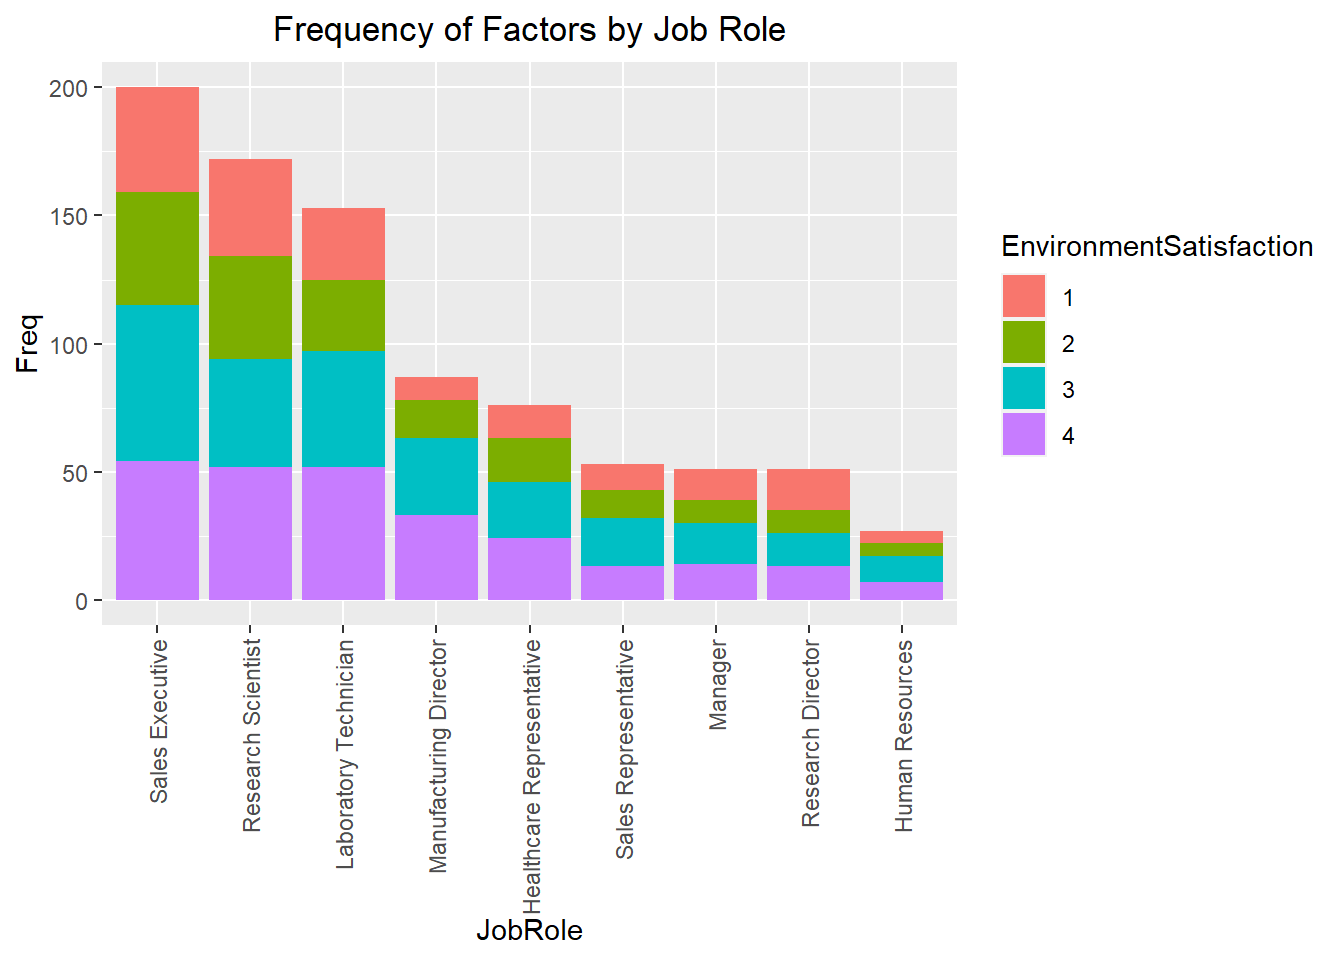 Frequency of Factors by Job Role
Freq
200
150
100
50
0
Sales Executive
Research Scientist
Laboratory Technician
Manufacturing Director
Healthcare Representative
Sales Representative
Manager
Research Director
Human Resources
JobRole
EnvironmentSatisfaction
1
2
3
4